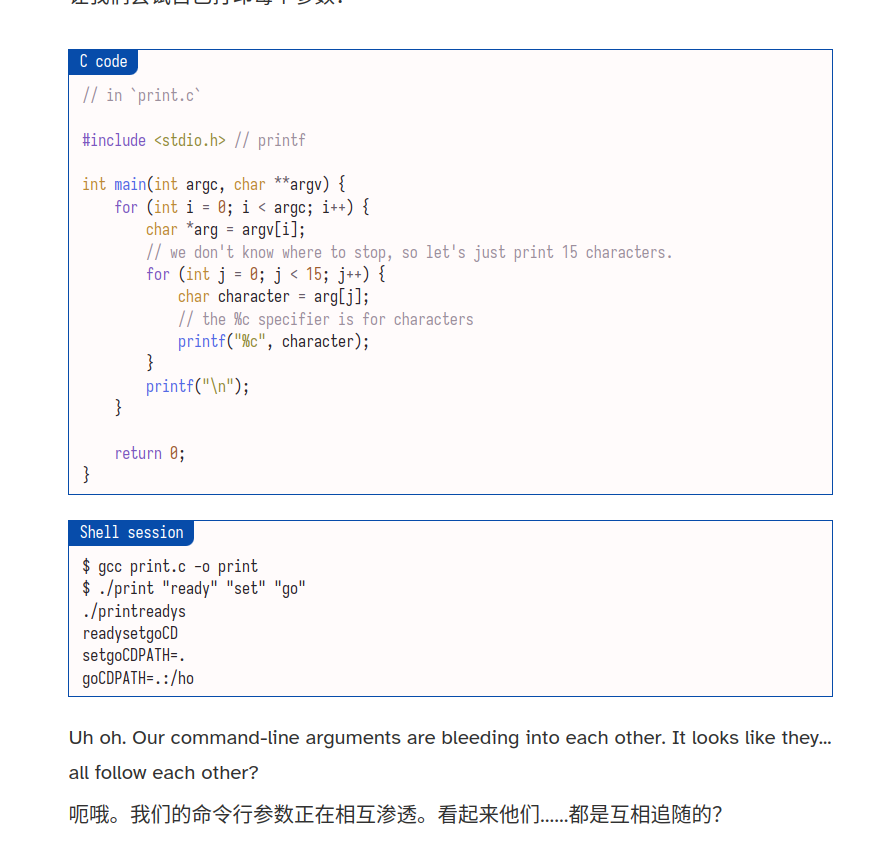 C code
// in `print.c`
#include <stdio.h> // printf
int main(int argc, char **argv) {
    for (int i = 0; i < argc; i++) {
        char *arg = argv[i];
        // we don't know where to stop, so let's just print 15 characters.
        for (int j = 0; j < 15; j++) {
            char character = arg[j];
            // the %c specifier is for characters
            printf("%c", character);
        }
        printf("\n");
    }
    return 0;
}
Shell session
$ gcc print.c -o print
$ ./print "ready" "set" "go"
./printreadys
readysetgoCD
setgoCDPATH=.
goCDPATH=.:/ho
Uh oh. Our command-line arguments are bleeding into each other. It looks like they…
all follow each other?
呃哦。我们的命令行参数正在相互渗透。看起来他们……都是互相追随的？